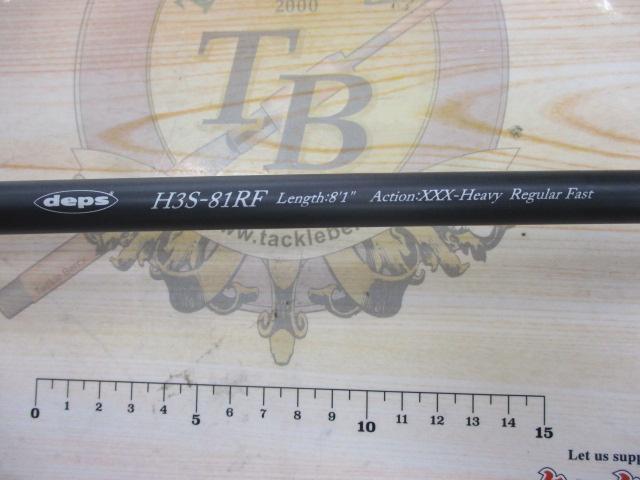 2000
TB
deps® H3S-81RF Length:8'1" Action:XXX-Heavy Regular Fast
www.tacklebe
0 1 2 3 4 5 6 7 8 9 10 11 12 13 14 15
Let us supp